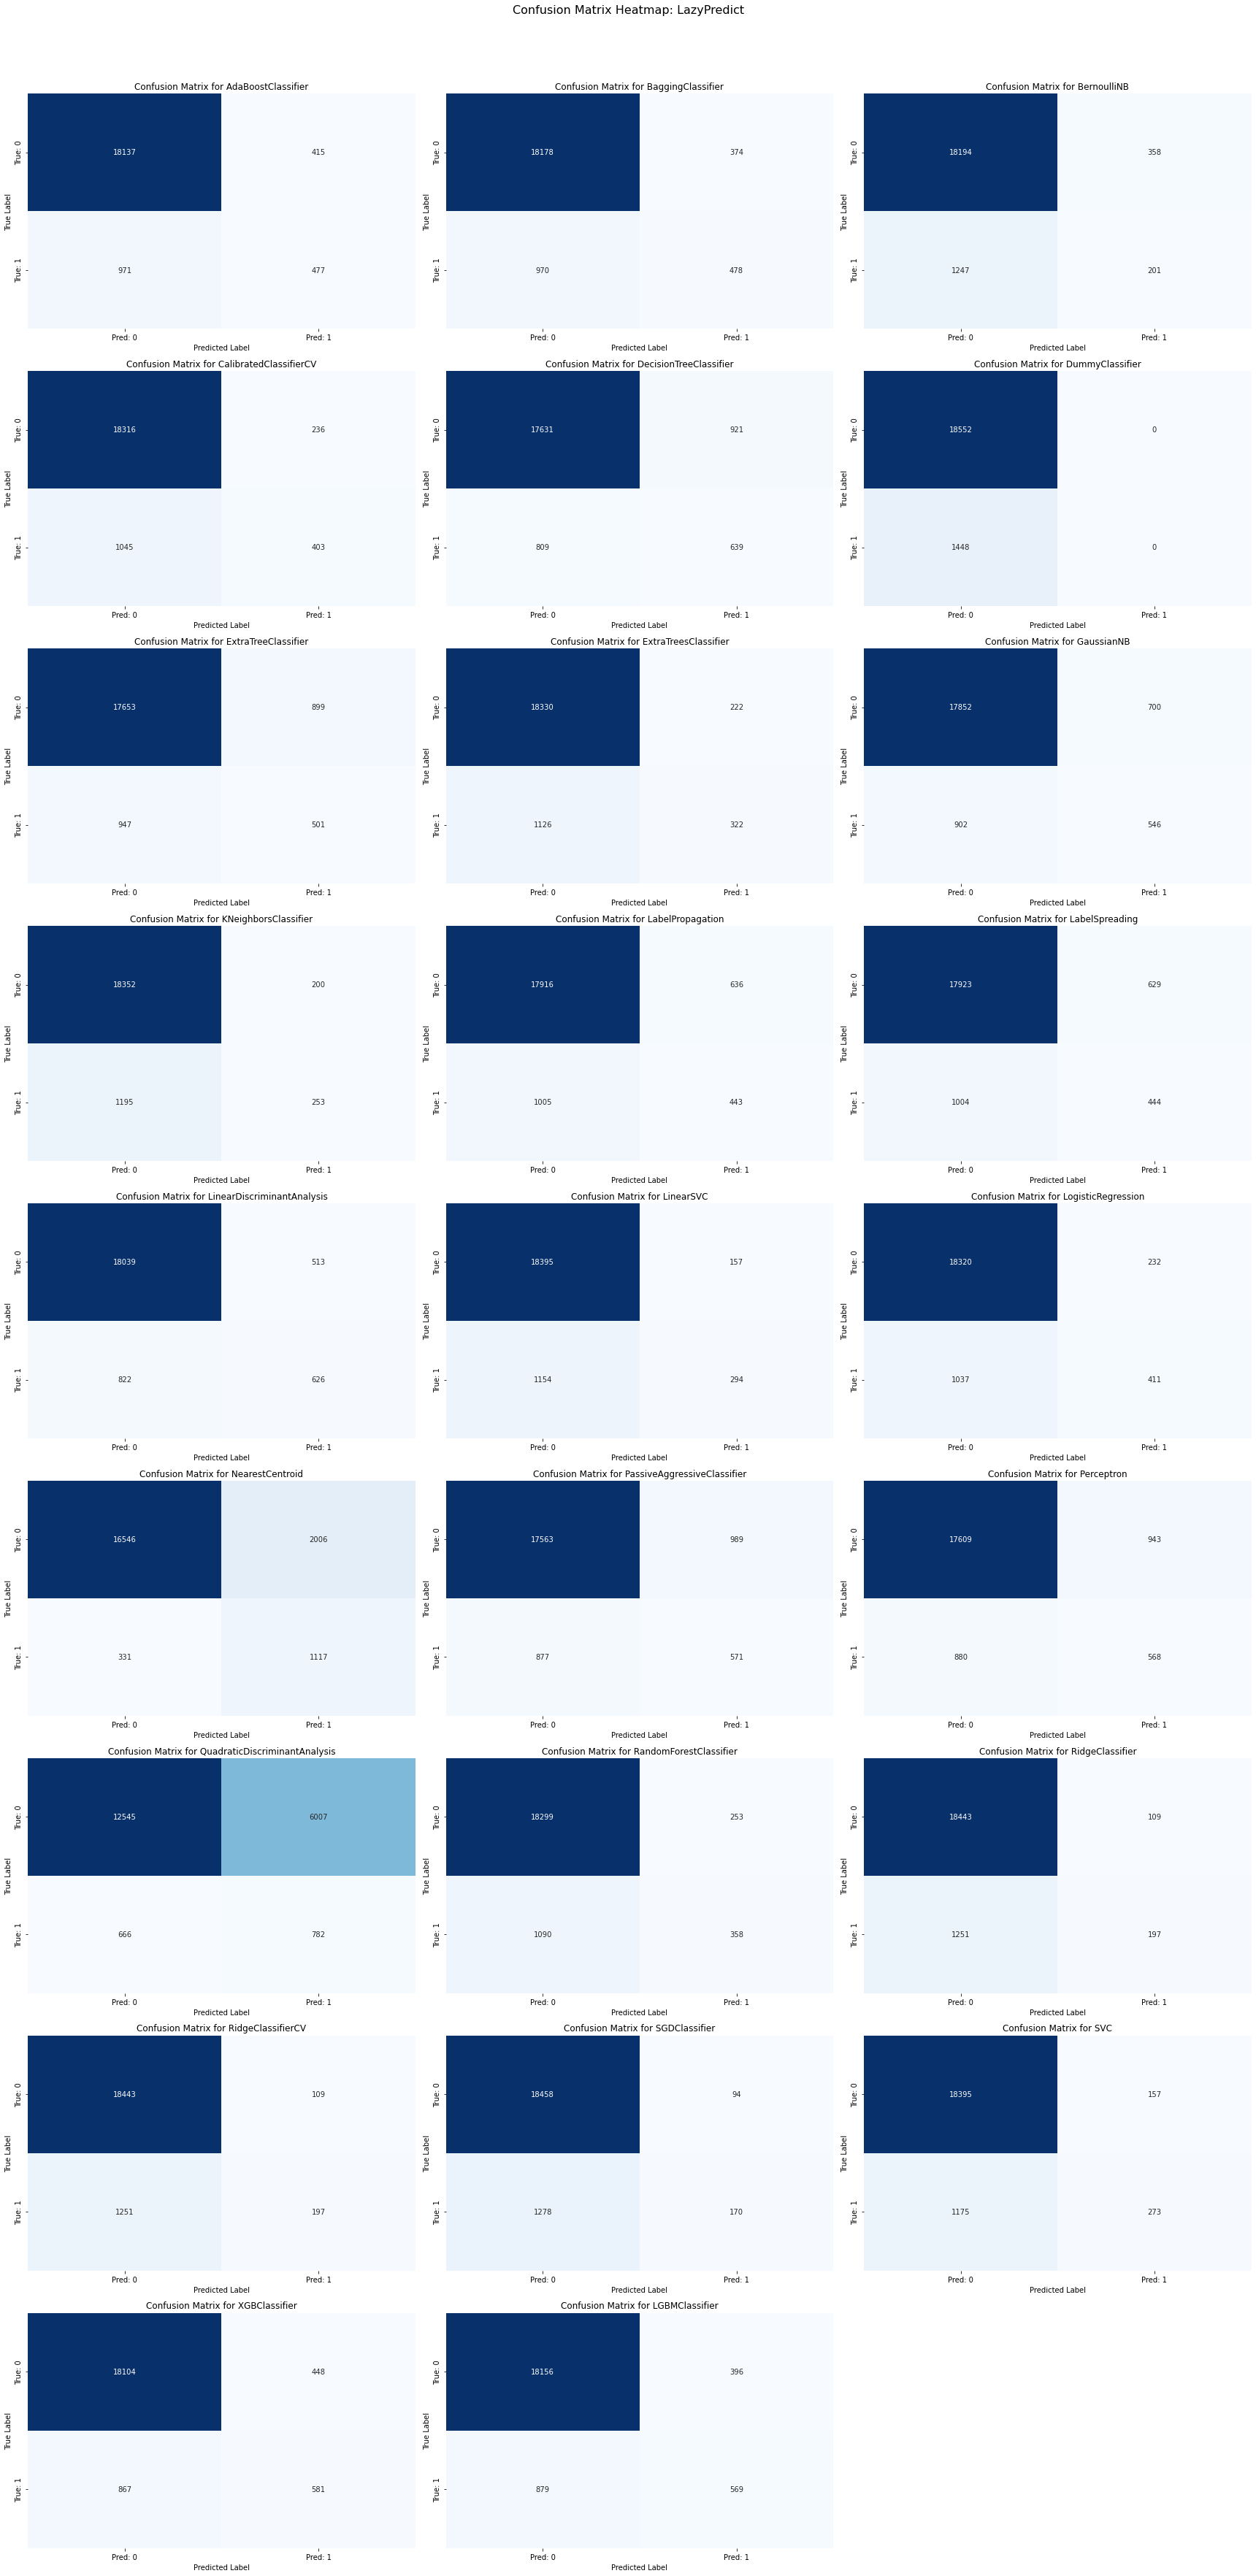 Confusion Matrix Heatmap: LazyPredict
Confusion Matrix for AdaBoostClassifier
True Label
True: 0
18137
415
True: 1
971
477
Pred: 0
Pred: 1
Predicted Label
Confusion Matrix for BaggingClassifier
True Label
True: 0
18178
374
True: 1
970
478
Pred: 0
Pred: 1
Predicted Label
Confusion Matrix for BernoulliNB
True Label
True: 0
18194
358
True: 1
1247
201
Pred: 0
Pred: 1
Predicted Label
Confusion Matrix for CalibratedClassifierCV
True Label
True: 0
18316
236
True: 1
1045
403
Pred: 0
Pred: 1
Predicted Label
Confusion Matrix for DecisionTreeClassifier
True Label
True: 0
17631
921
True: 1
809
639
Pred: 0
Pred: 1
Predicted Label
Confusion Matrix for DummyClassifier
True Label
True: 0
18552
0
True: 1
1448
0
Pred: 0
Pred: 1
Predicted Label
Confusion Matrix for ExtraTreeClassifier
True Label
True: 0
17653
899
True: 1
947
501
Pred: 0
Pred: 1
Predicted Label
Confusion Matrix for ExtraTreesClassifier
True Label
True: 0
18330
222
True: 1
1126
322
Pred: 0
Pred: 1
Predicted Label
Confusion Matrix for GaussianNB
True Label
True: 0
17852
700
True: 1
902
546
Pred: 0
Pred: 1
Predicted Label
Confusion Matrix for KNeighborsClassifier
True Label
True: 0
18352
200
True: 1
1195
253
Pred: 0
Pred: 1
Predicted Label
Confusion Matrix for LabelPropagation
True Label
True: 0
17916
636
True: 1
1005
443
Pred: 0
Pred: 1
Predicted Label
Confusion Matrix for LabelSpreading
True Label
True: 0
17923
629
True: 1
1004
444
Pred: 0
Pred: 1
Predicted Label
Confusion Matrix for LinearDiscriminantAnalysis
True Label
True: 0
18039
513
True: 1
822
626
Pred: 0
Pred: 1
Predicted Label
Confusion Matrix for LinearSVC
True Label
True: 0
18395
157
True: 1
1154
294
Pred: 0
Pred: 1
Predicted Label
Confusion Matrix for LogisticRegression
True Label
True: 0
18320
232
True: 1
1037
411
Pred: 0
Pred: 1
Predicted Label
Confusion Matrix for NearestCentroid
True Label
True: 0
16546
2006
True: 1
331
1117
Pred: 0
Pred: 1
Predicted Label
Confusion Matrix for PassiveAggressiveClassifier
True Label
True: 0
17563
989
True: 1
877
571
Pred: 0
Pred: 1
Predicted Label
Confusion Matrix for Perceptron
True Label
True: 0
17609
943
True: 1
880
568
Pred: 0
Pred: 1
Predicted Label
Confusion Matrix for QuadraticDiscriminantAnalysis
True Label
True: 0
12545
6007
True: 1
666
782
Pred: 0
Pred: 1
Predicted Label
Confusion Matrix for RandomForestClassifier
True Label
True: 0
18299
253
True: 1
1090
358
Pred: 0
Pred: 1
Predicted Label
Confusion Matrix for RidgeClassifier
True Label
True: 0
18443
109
True: 1
1251
197
Pred: 0
Pred: 1
Predicted Label
Confusion Matrix for RidgeClassifierCV
True Label
True: 0
18443
109
True: 1
1251
197
Pred: 0
Pred: 1
Predicted Label
Confusion Matrix for SGDClassifier
True Label
True: 0
18458
94
True: 1
1278
170
Pred: 0
Pred: 1
Predicted Label
Confusion Matrix for SVC
True Label
True: 0
18395
157
True: 1
1175
273
Pred: 0
Pred: 1
Predicted Label
Confusion Matrix for XGBClassifier
True Label
True: 0
18104
448
True: 1
867
581
Pred: 0
Pred: 1
Predicted Label
Confusion Matrix for LGBMClassifier
True Label
True: 0
18156
396
True: 1
879
569
Pred: 0
Pred: 1
Predicted Label